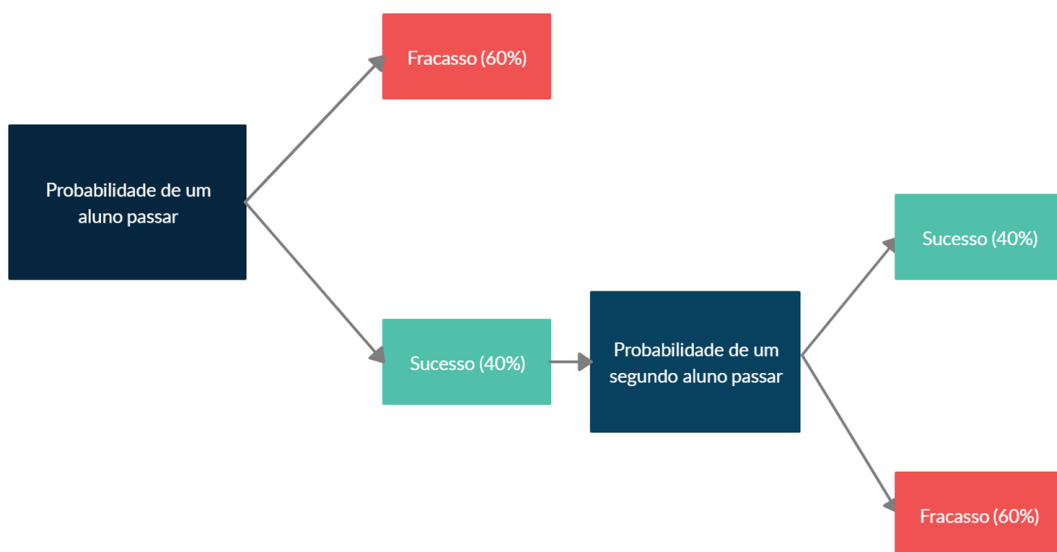 Fracasso (60%)
Probabilidade de um
aluno passar
Sucesso (40%)
Probabilidade de um
segundo aluno passar
Sucesso (40%)
Fracasso (60%)